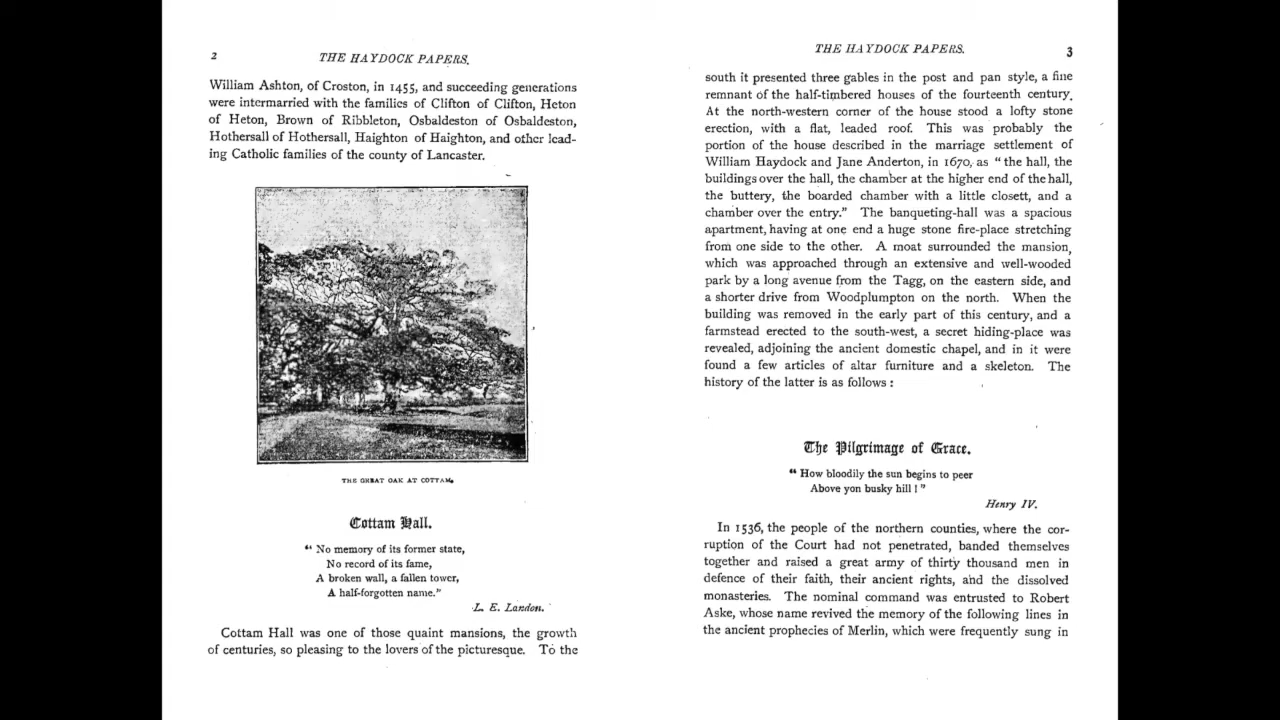 2
THE HAYDOCK PAPERS.
William Ashton, of Croston, in 1455, and succeeding generations
were intermarried with the families of Clifton of Clifton, Heton
of Heton, Brown of Ribbleton, Osbaldeston of Osbaldeston,
Hothersall of Hothersall, Haighton of Haighton, and other lead-
ing Catholic families of the county of Lancaster.
THE GREAT OAK AT COTTAM.
Cottam Hall.
“ No memory of its former state,
No record of its fame,
A broken wall, a fallen tower,
A half-forgotten name.”
L. E. Landon.
Cottam Hall was one of those quaint mansions, the growth
of centuries, so pleasing to the lovers of the picturesque. To the
THE HAYDOCK PAPERS.
3
south it presented three gables in the post and pan style, a fine
remnant of the half-timbered houses of the fourteenth century.
At the north-western corner of the house stood a lofty stone
erection, with a flat, leaded roof. This was probably the
portion of the house described in the marriage settlement of
William Haydock and Jane Anderton, in 1670, as “ the hall, the
buildings over the hall, the chamber at the higher end of the hall,
the buttery, the boarded chamber with a little closett, and a
chamber over the entry.” The banqueting-hall was a spacious
apartment, having at one end a huge stone fire-place stretching
from one side to the other. A moat surrounded the mansion,
which was approached through an extensive and well-wooded
park by a long avenue from the Tagg, on the eastern side, and
a shorter drive from Woodplumpton on the north. When the
building was removed in the early part of this century, and a
farmstead erected to the south-west, a secret hiding-place was
revealed, adjoining the ancient domestic chapel, and in it were
found a few articles of altar furniture and a skeleton. The
history of the latter is as follows :
The Pilgrimage of Grace.
“ How bloodily the sun begins to peer
Above yon busky hill ! ”
Henry IV.
In 1536, the people of the northern counties, where the cor-
ruption of the Court had not penetrated, banded themselves
together and raised a great army of thirty thousand men in
defence of their faith, their ancient rights, and the dissolved
monasteries. The nominal command was entrusted to Robert
Aske, whose name revived the memory of the following lines in
the ancient prophecies of Merlin, which were frequently sung in